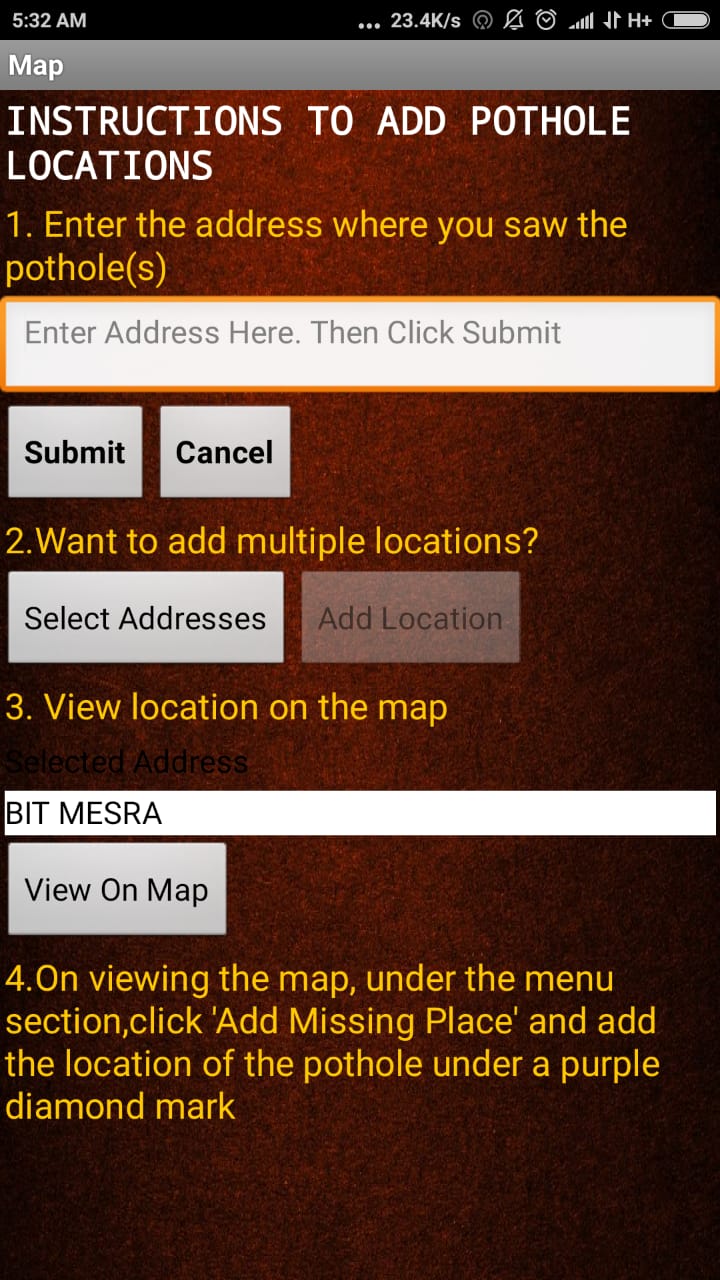 5:32 AM ... 23.4K/s H+
Map
INSTRUCTIONS TO ADD POTHOLE
LOCATIONS
1. Enter the address where you saw the
pothole(s)
Enter Address Here. Then Click Submit
Submit Cancel
2.Want to add multiple locations?
Select Addresses Add Location
3. View location on the map
Selected Address
BIT MESRA
View On Map
4.On viewing the map, under the menu
section,click 'Add Missing Place' and add
the location of the pothole under a purple
diamond mark